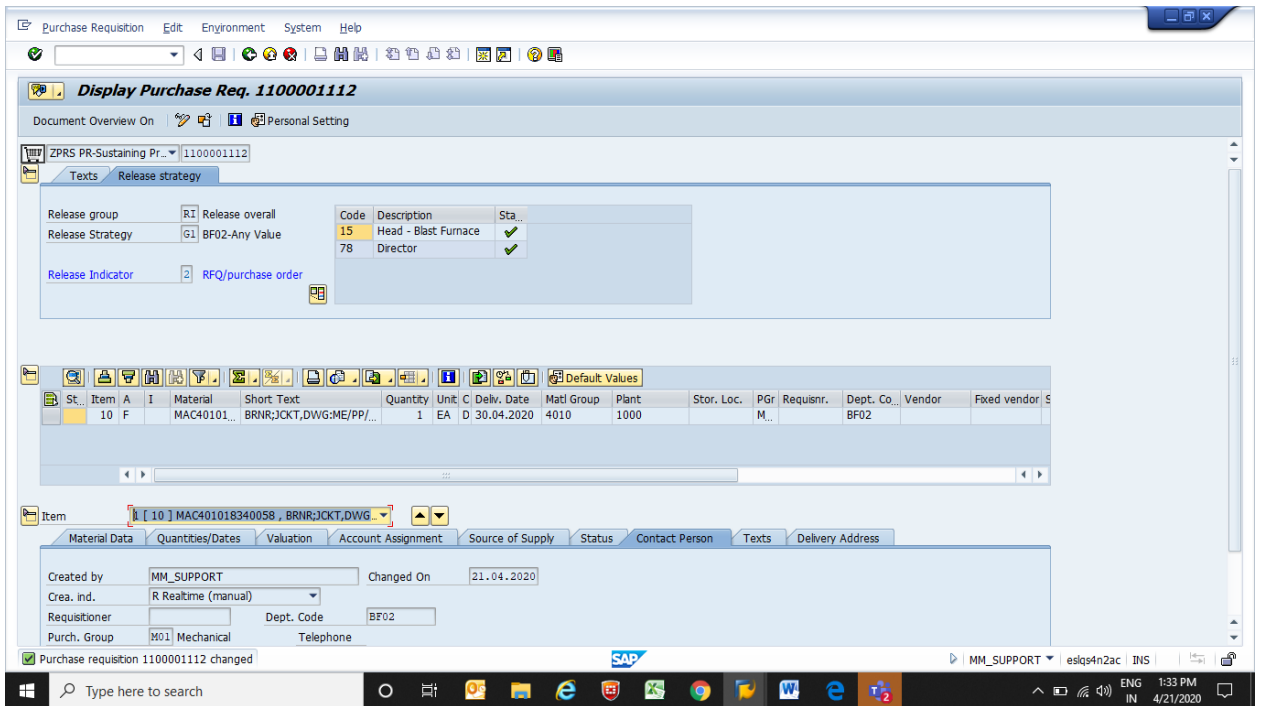 Purchase Requisition Edit Environment System Help
Display Purchase Req. 1100001112
Document Overview On Personal Setting
ZPRS PR-Sustaining Pr... 1100001112
Texts Release strategy
Release group RI Release overall Code Description Sta...
Release Strategy G1 BF02-Any Value 15 Head - Blast Furnace
78 Director
Release Indicator 2 RFQ/purchase order
Default Values
St... Item A I Material Short Text Quantity Unit C Deliv. Date Matl Group Plant Stor. Loc. PGr Requisnr. Dept. Co... Vendor Fixed vendor S
10 F MAC40101... BRNR;JCKT,DWG:ME/PP/... 1 EA D 30.04.2020 4010 1000 M... BF02
Item 1 [ 10 ] MAC401018340058 , BRNR;JCKT,DWG...
Material Data Quantities/Dates Valuation Account Assignment Source of Supply Status Contact Person Texts Delivery Address
Created by MM_SUPPORT Changed On 21.04.2020
Crea. ind. R Realtime (manual)
Requisitioner Dept. Code BF02
Purch. Group M01 Mechanical Telephone
Purchase requisition 1100001112 changed SAP MM_SUPPORT eslqs4n2ac INS
Type here to search ENG 1:33 PM
IN 4/21/2020